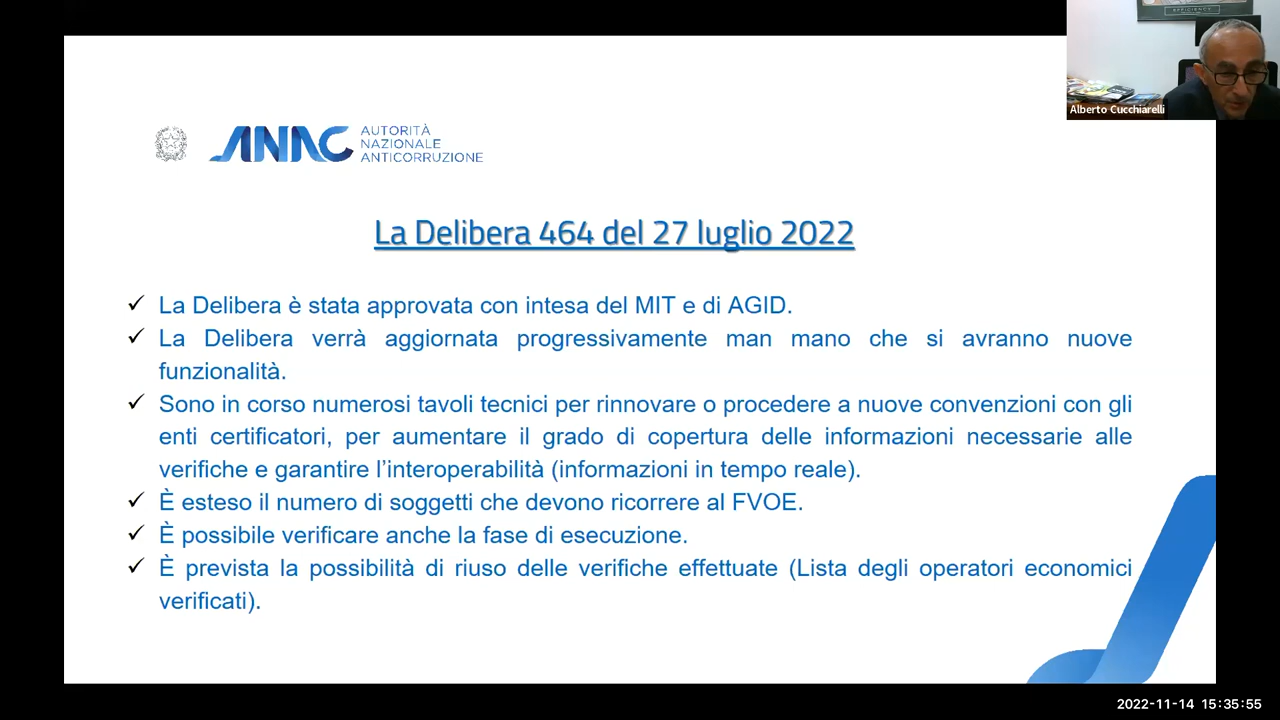 EFFICIENCY
Alberto Cucchiarelli
ANAC
AUTORITÀ
NAZIONALE
ANTICORRUZIONE
La Delibera 464 del 27 luglio 2022
✓ La Delibera è stata approvata con intesa del MIT e di AGID.
✓ La Delibera verrà aggiornata progressivamente man mano che si avranno nuove
funzionalità.
✓ Sono in corso numerosi tavoli tecnici per rinnovare o procedere a nuove convenzioni con gli
enti certificatori, per aumentare il grado di copertura delle informazioni necessarie alle
verifiche e garantire l’interoperabilità (informazioni in tempo reale).
✓ È esteso il numero di soggetti che devono ricorrere al FVOE.
✓ È possibile verificare anche la fase di esecuzione.
✓ È prevista la possibilità di riuso delle verifiche effettuate (Lista degli operatori economici
verificati).
2022-11-14 15:35:55